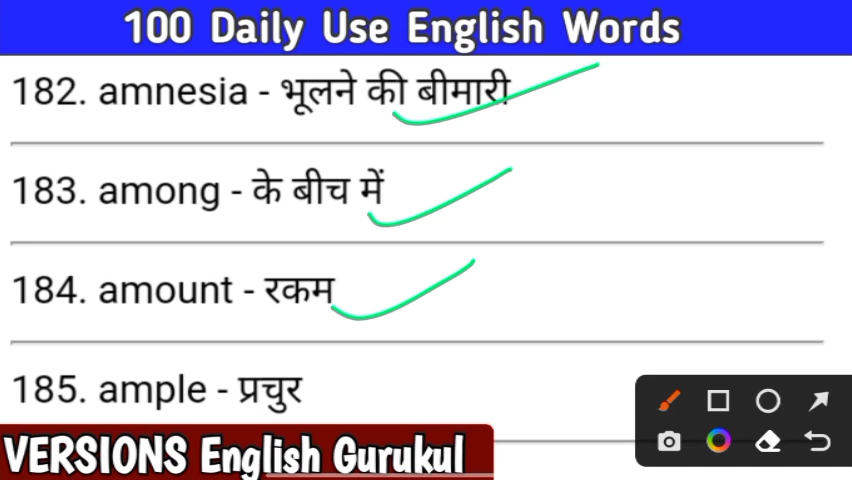 100 Daily Use English Words
182. amnesia - भूलने की बीमारी
183. among - के बीच में
184. amount - रकम
185. ample - प्रचुर
VERSIONS English Gurukul